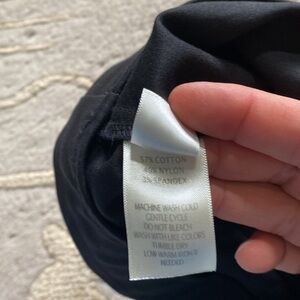 57% COTTON
40% NYLON
3% SPANDEX
MACHINE WASH COLD
GENTLE CYCLE
DO NOT BLEACH
WASH WITH LIKE COLORS
TUMBLE DRY
LOW WARM IRON IF
NEEDED